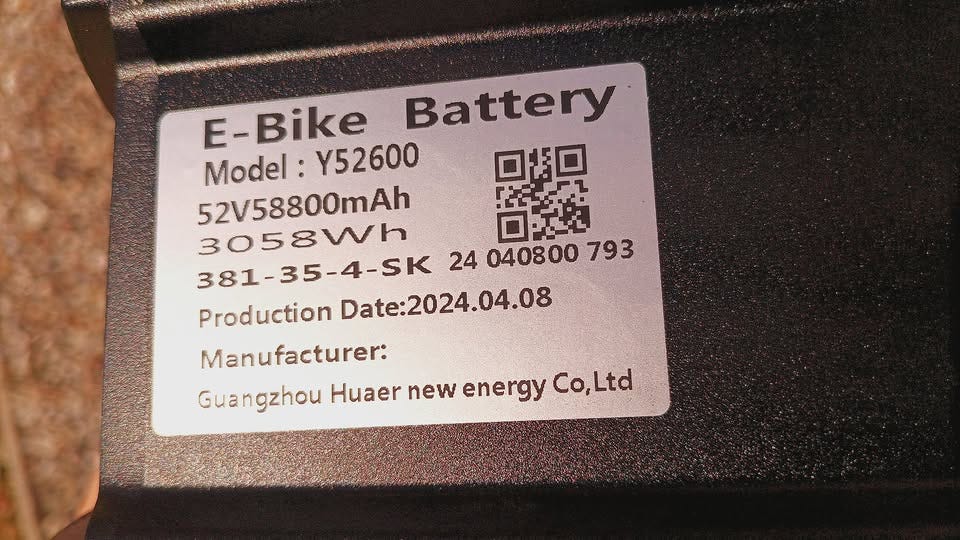 E-Bike Battery
Model : Y52600
52V58800mAh
3058Wh
381-35-4-SK 24 040800 793
Production Date:2024.04.08
Manufacturer:
Guangzhou Huaer new energy Co,Ltd